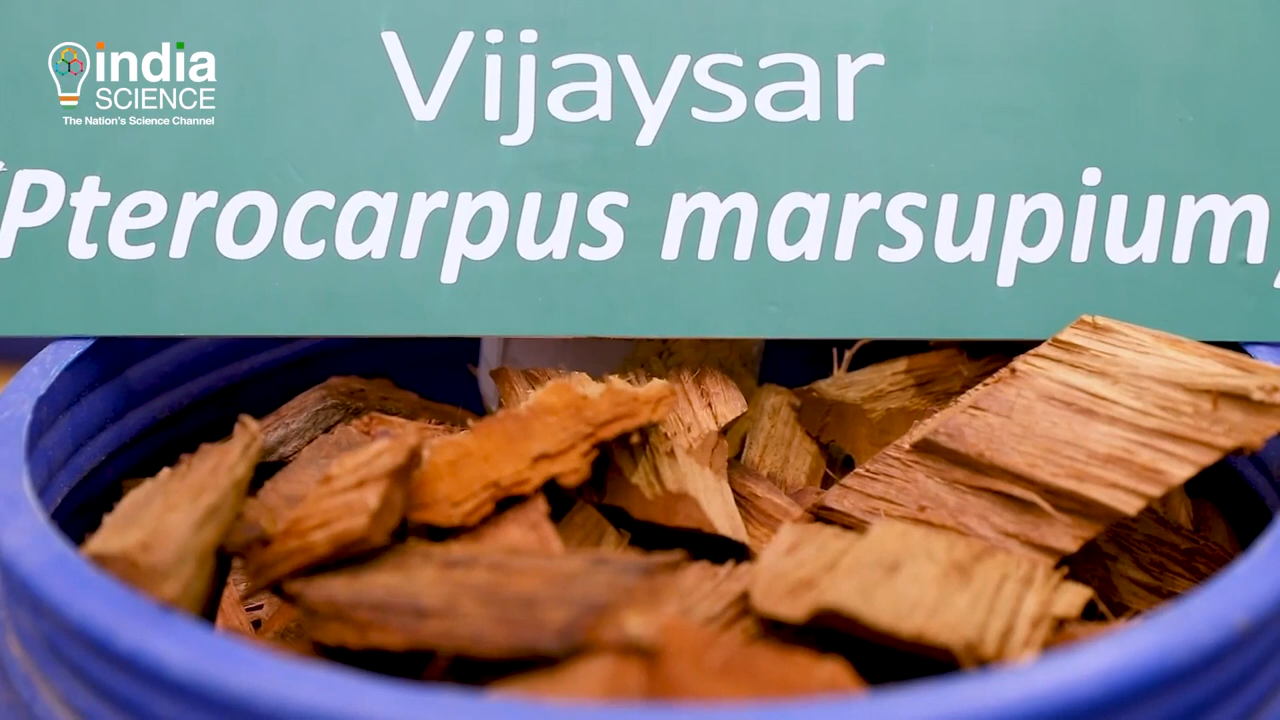 india
SCIENCE
The Nation's Science Channel
Vijaysar
(Pterocarpus marsupium)